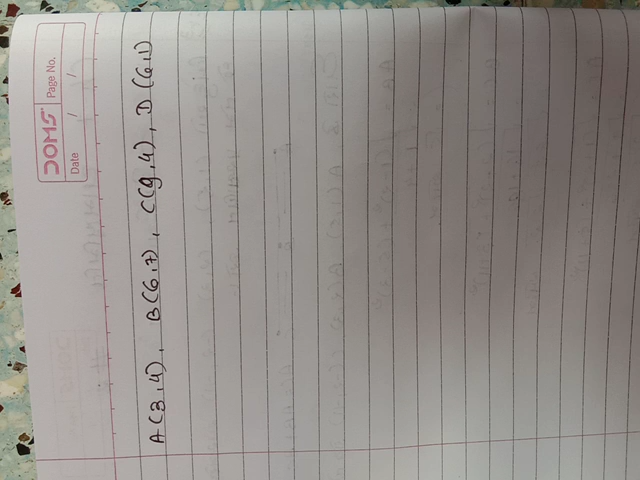 DOMS Page No.
Date / /
A(3,4), B(6,7), C(9,4), D(6,1)